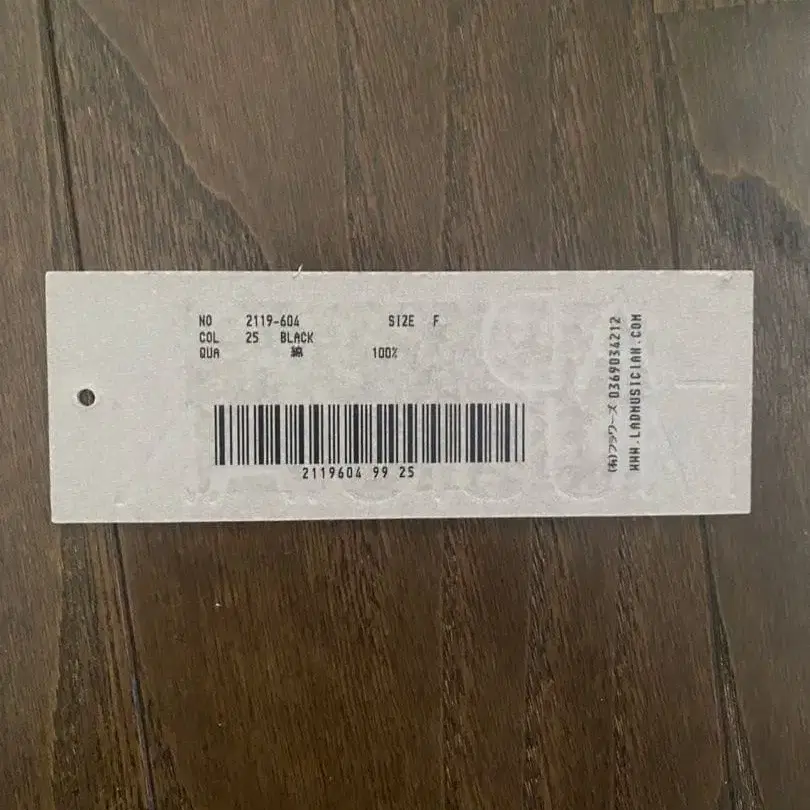 NO 2119-604 SIZE F
COL 25 BLACK
QUA 綿 100%
2119604 99 25
(有)フラワーズ 0369034212
WWW.LADMUSICIAN.COM